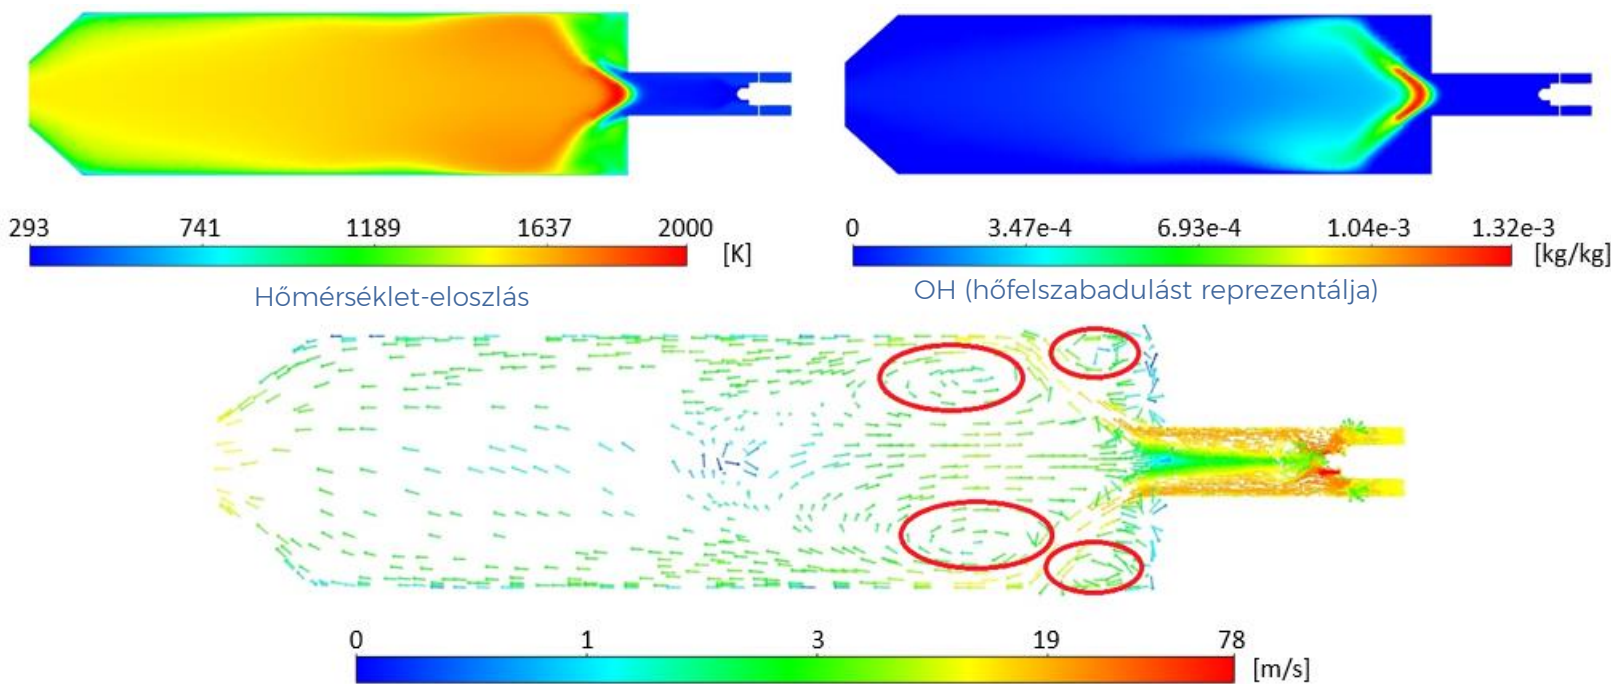 293 741 1189 1637 2000 [K]
Hőmérséklet-eloszlás
0 3.47e-4 6.93e-4 1.04e-3 1.32e-3 [kg/kg]
OH (hőfelszabadulást reprezentálja)
0 1 3 19 78 [m/s]